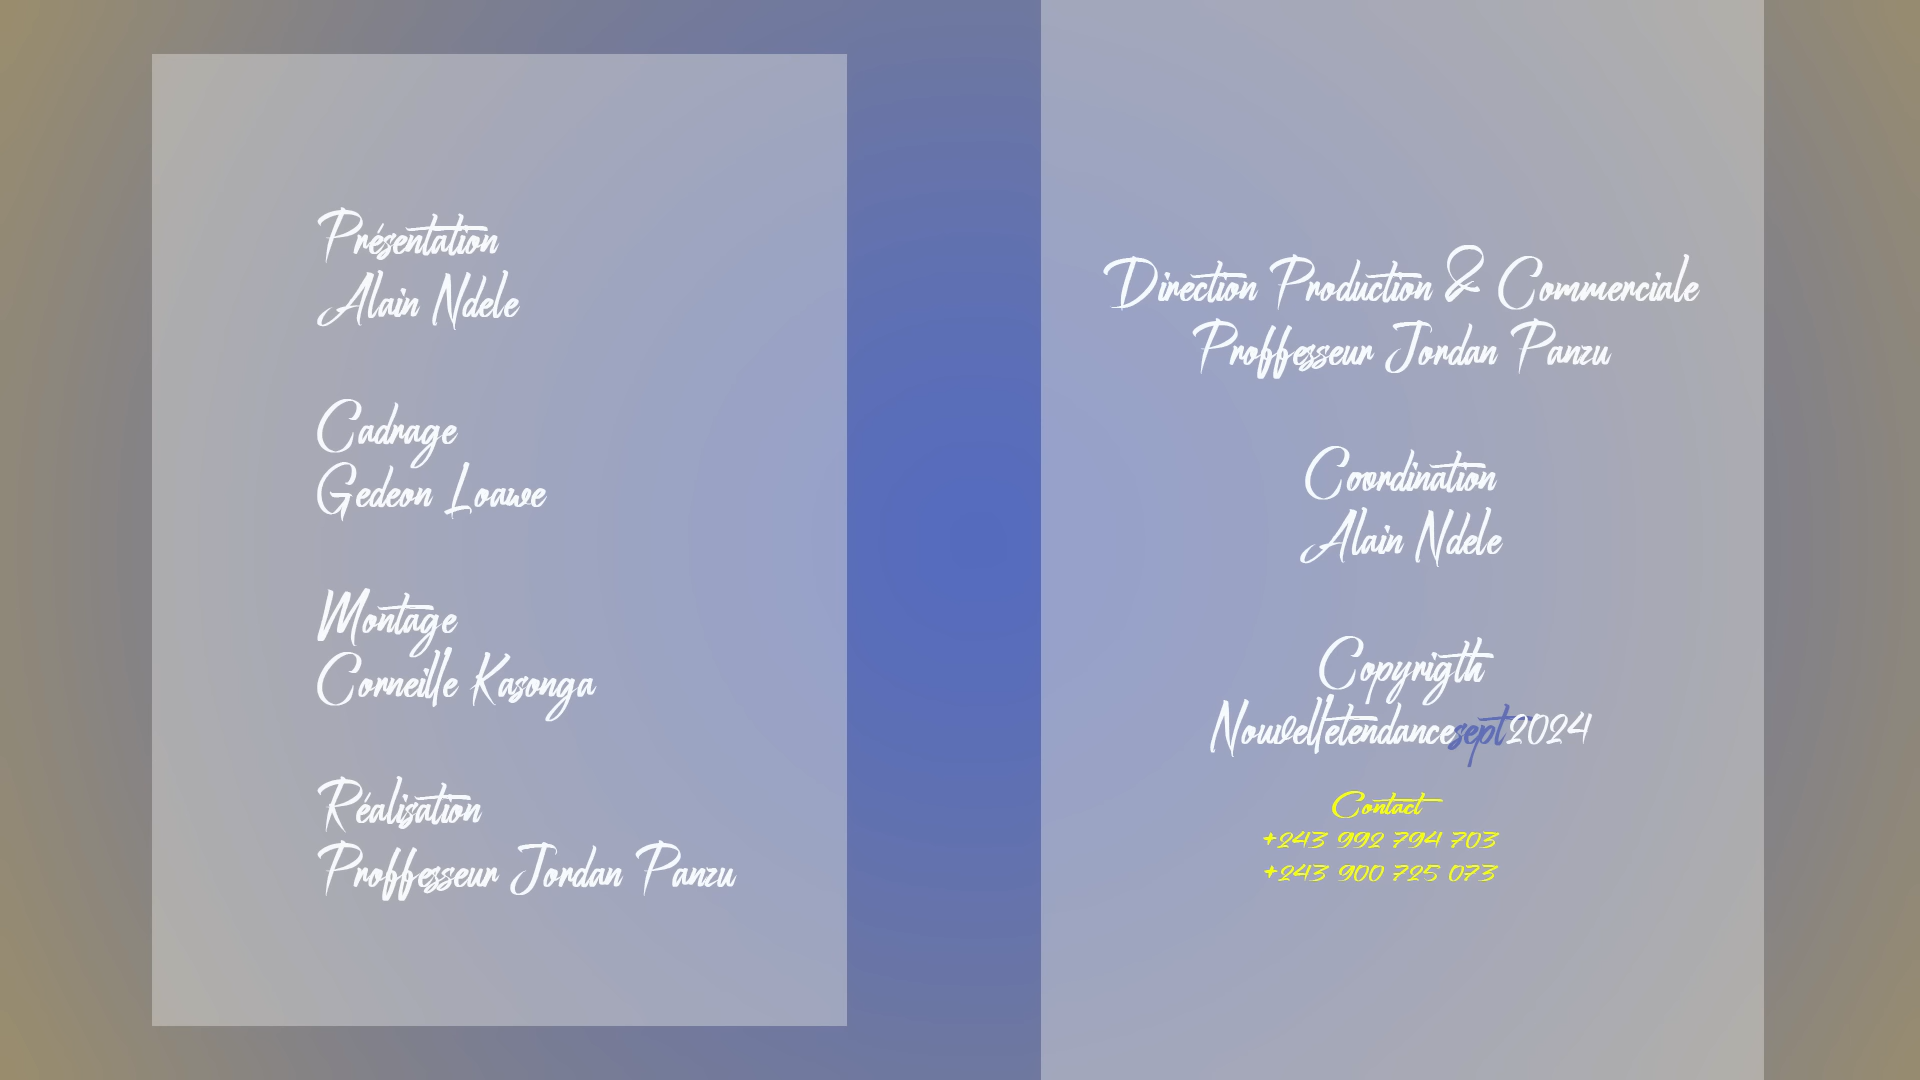 Présentation
Alain Ndele
Cadrage
Gedeon Loawe
Montage
Corneille Kasonga
Réalisation
Proffesseur Jordan Panzu
Direction Production & Commerciale
Proffesseur Jordan Panzu
Coordination
Alain Ndele
Copyrigth
Nouvelletendancesept2024
Contact
+243 992 794 703
+243 900 725 073